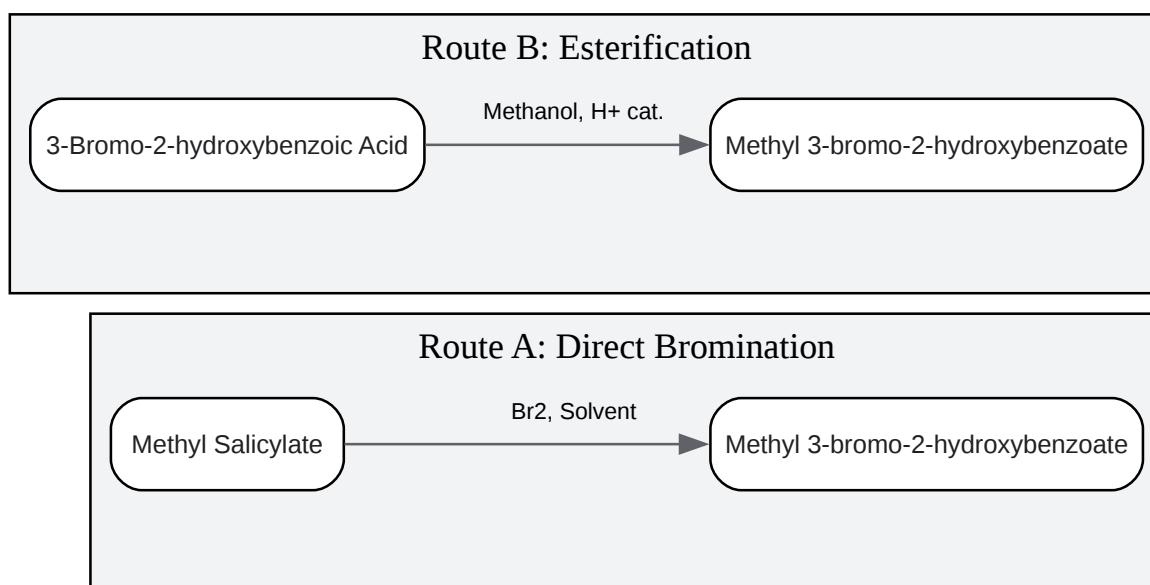 Route B: Esterification
Methanol, H+ cat.
3-Bromo-2-hydroxybenzoic Acid
Methyl 3-bromo-2-hydroxybenzoate
Route A: Direct Bromination
Br2, Solvent
Methyl Salicylate
Methyl 3-bromo-2-hydroxybenzoate